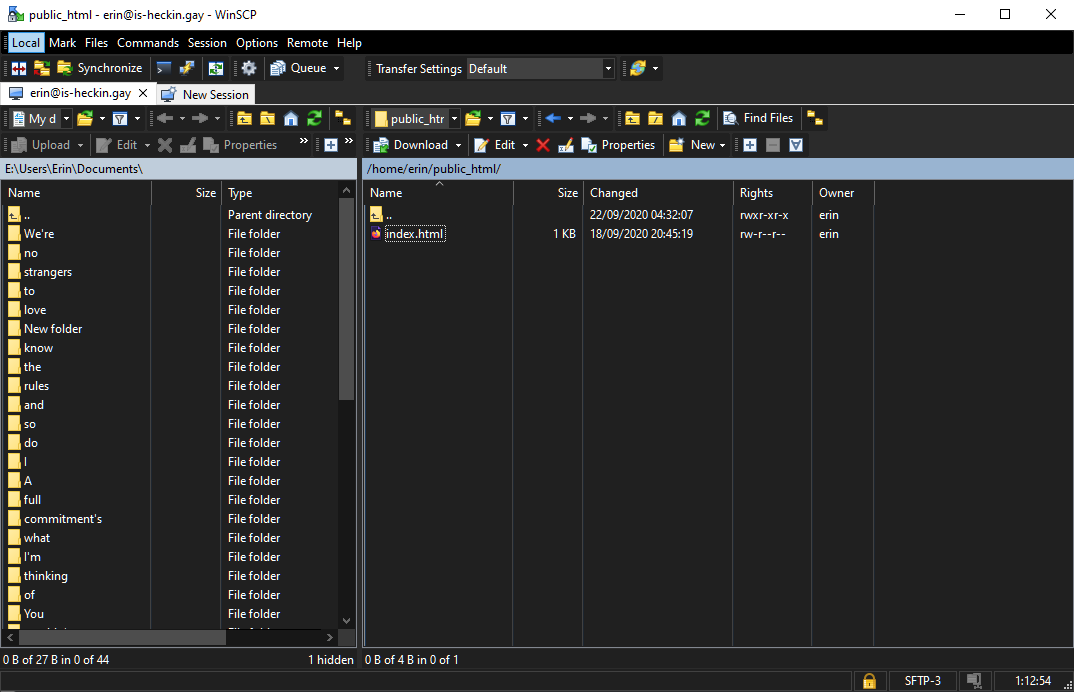 public_html - erin@is-heckin.gay - WinSCP
Local Mark Files Commands Session Options Remote Help
Synchronize Queue Transfer Settings Default
erin@is-heckin.gay New Session
My d public_htr Find Files
Upload Edit Properties » Download Edit Properties New
E:\Users\Erin\Documents\ /home/erin/public_html/
Name Size Type Name Size Changed Rights Owner
.. Parent directory .. 22/09/2020 04:32:07 rwxr-xr-x erin
We're File folder index.html 1 KB 18/09/2020 20:45:19 rw-r--r-- erin
no File folder
strangers File folder
to File folder
love File folder
New folder File folder
know File folder
the File folder
rules File folder
and File folder
so File folder
do File folder
I File folder
A File folder
full File folder
commitment's File folder
what File folder
I'm File folder
thinking File folder
of File folder
You File folder
0 B of 27 B in 0 of 44 1 hidden 0 B of 4 B in 0 of 1
SFTP-3 1:12:54